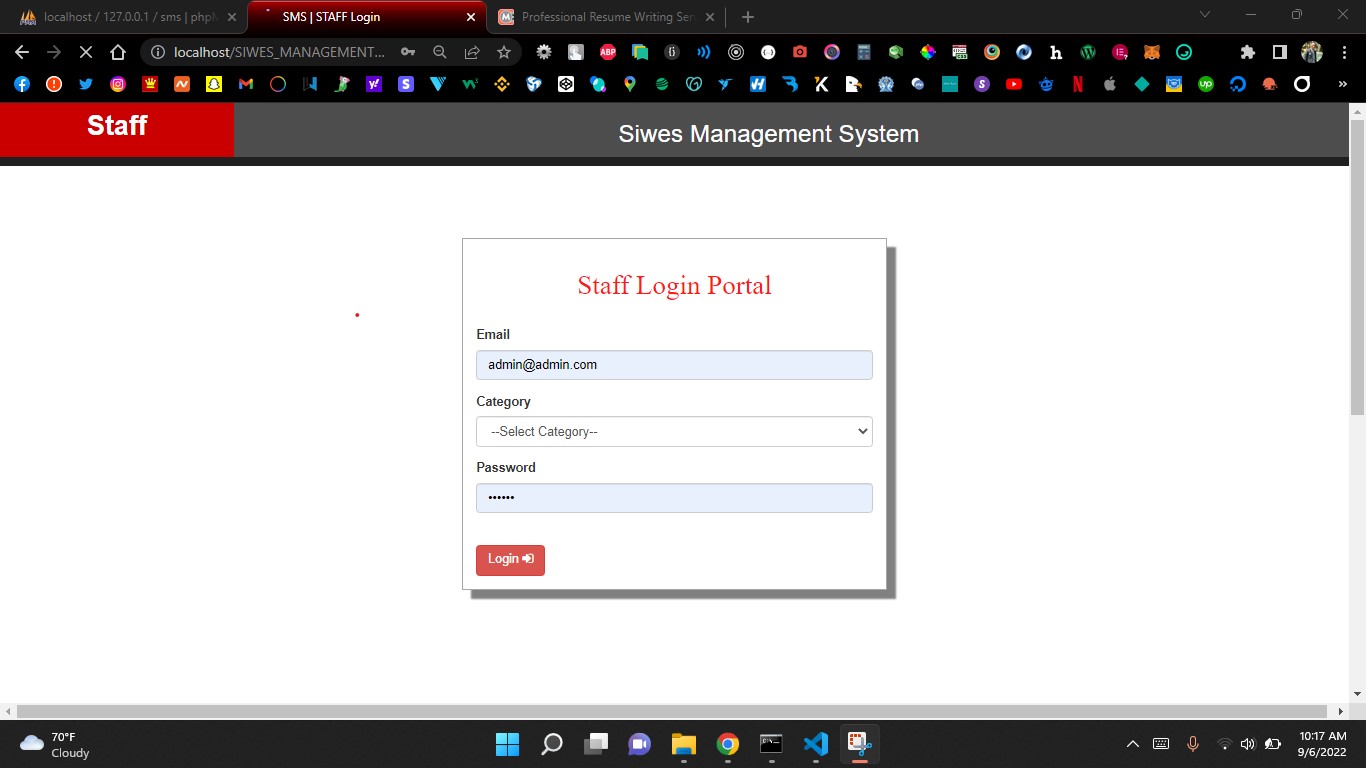 localhost / 127.0.0.1 / sms | phpM
SMS | STAFF Login
Professional Resume Writing Serv
localhost/SIWES_MANAGEMENT...
Staff
Siwes Management System
Staff Login Portal
Email
admin@admin.com
Category
--Select Category--
Password
••••••
Login
70°F
Cloudy
10:17 AM
9/6/2022